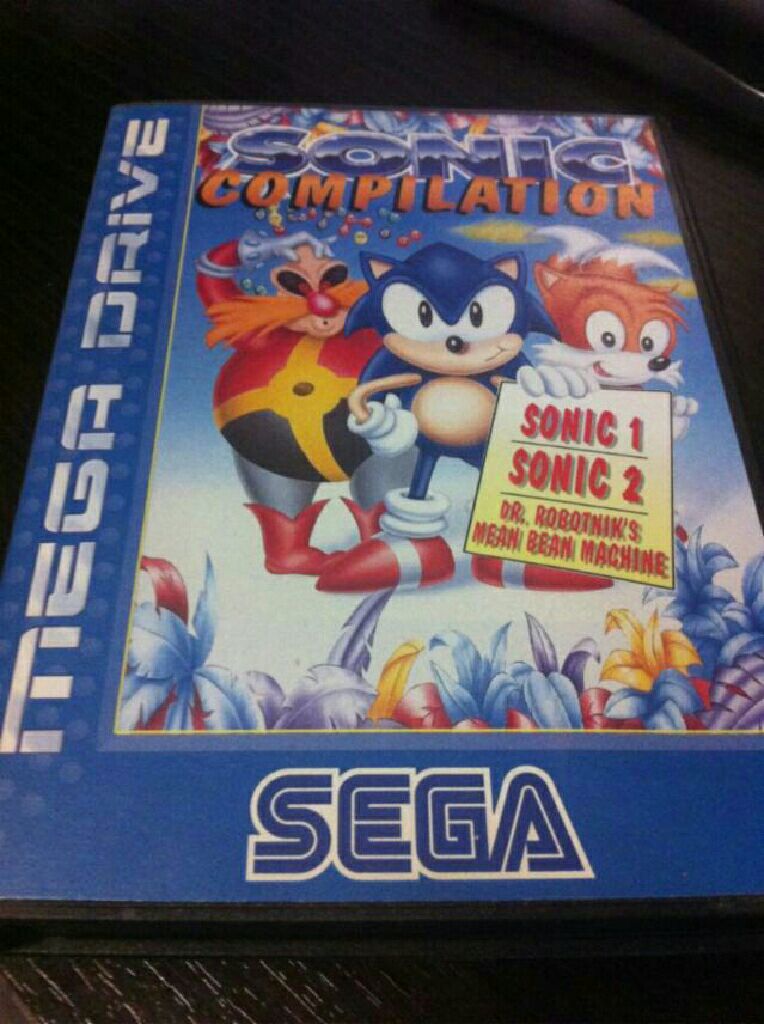 MEGA DRIVE
SONIC
COMPILATION
SONIC 1
SONIC 2
DR. ROBOTNIK'S
MEAN BEAN MACHINE
SEGA